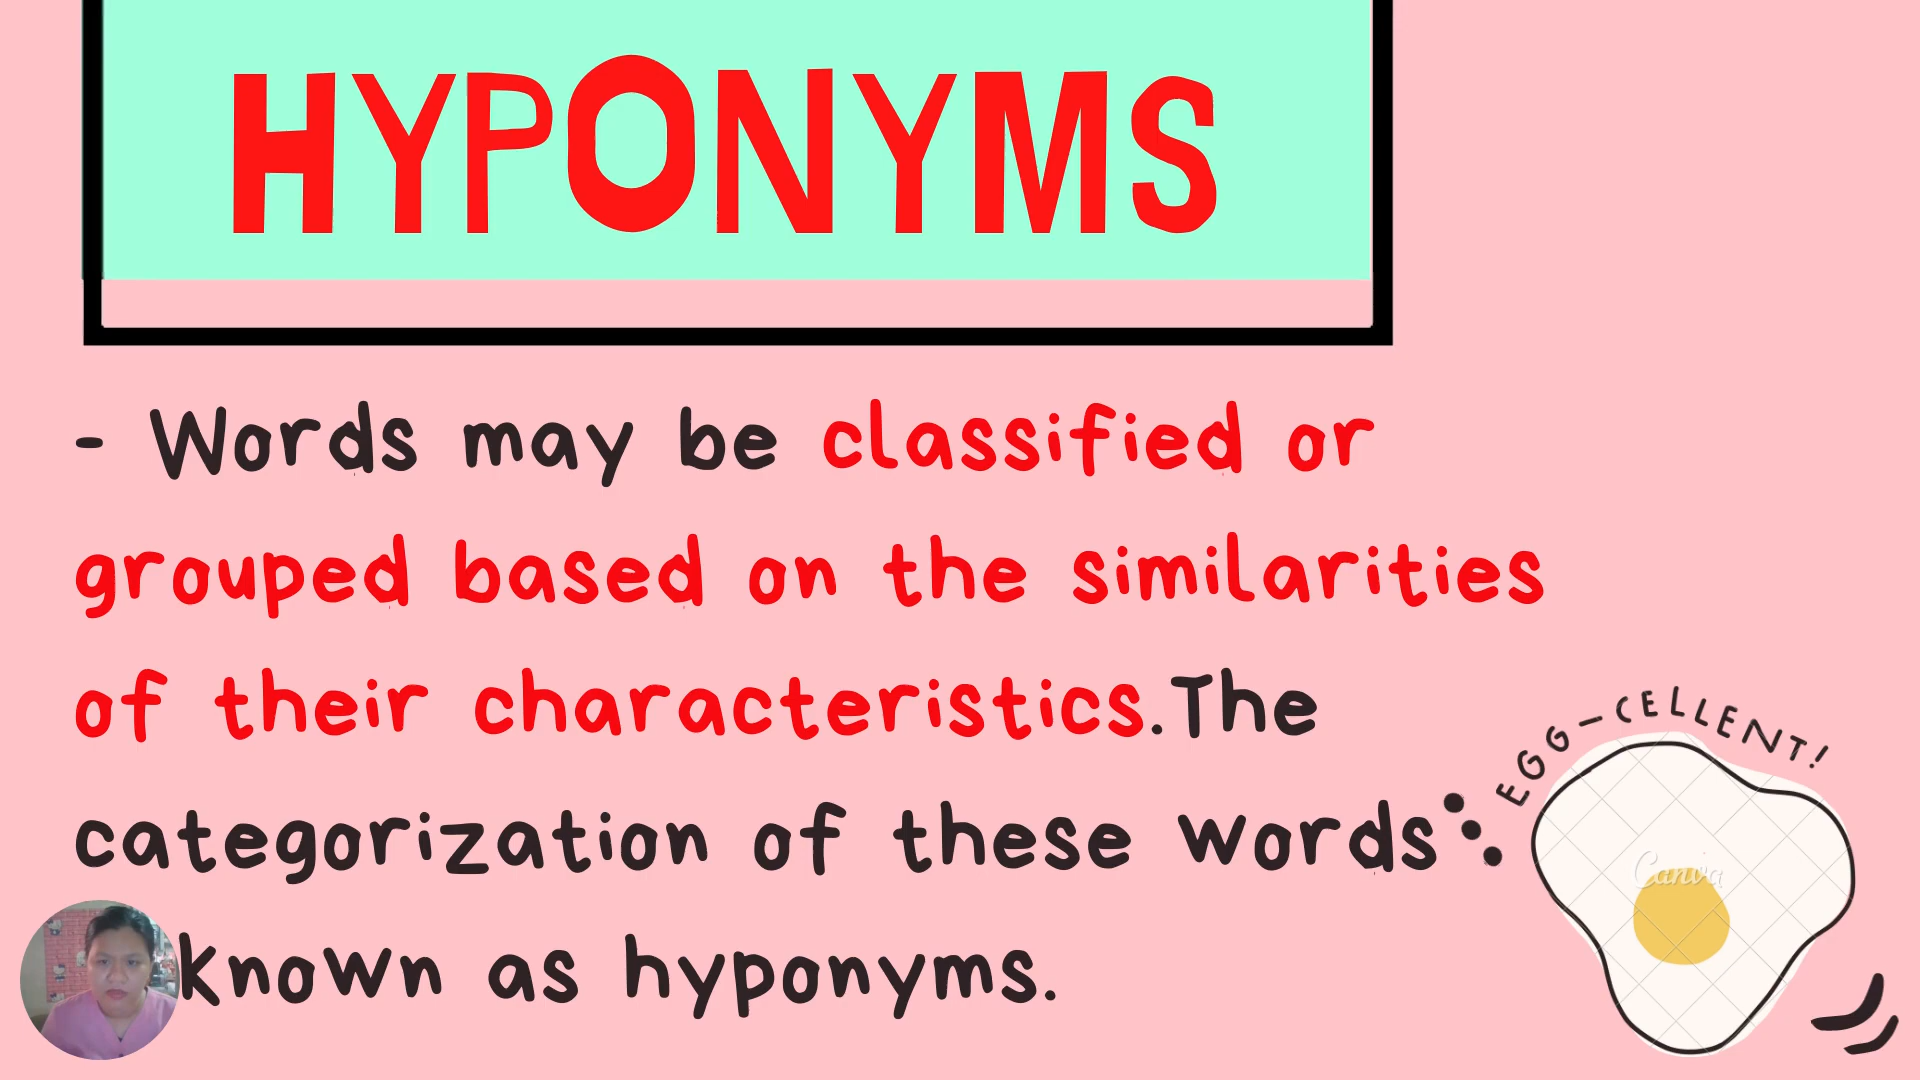 HYPONYMS
- Words may be classified or
grouped based on the similarities
of their characteristics.The
categorization of these words
known as hyponyms.
EGG-CELLENT!
Canva